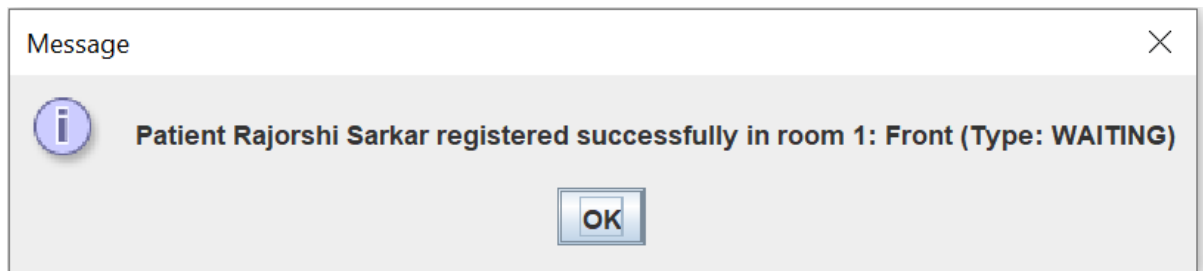 Message
Patient Rajorshi Sarkar registered successfully in room 1: Front (Type: WAITING)
OK